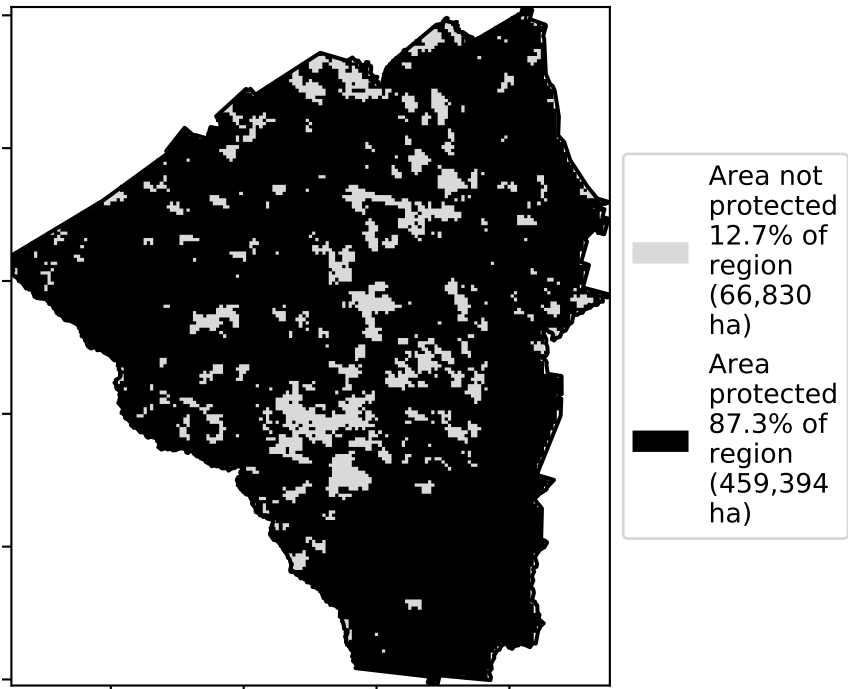 Area not
protected
12.7% of
region
(66,830
ha)
Area
protected
87.3% of
region
(459,394
ha)